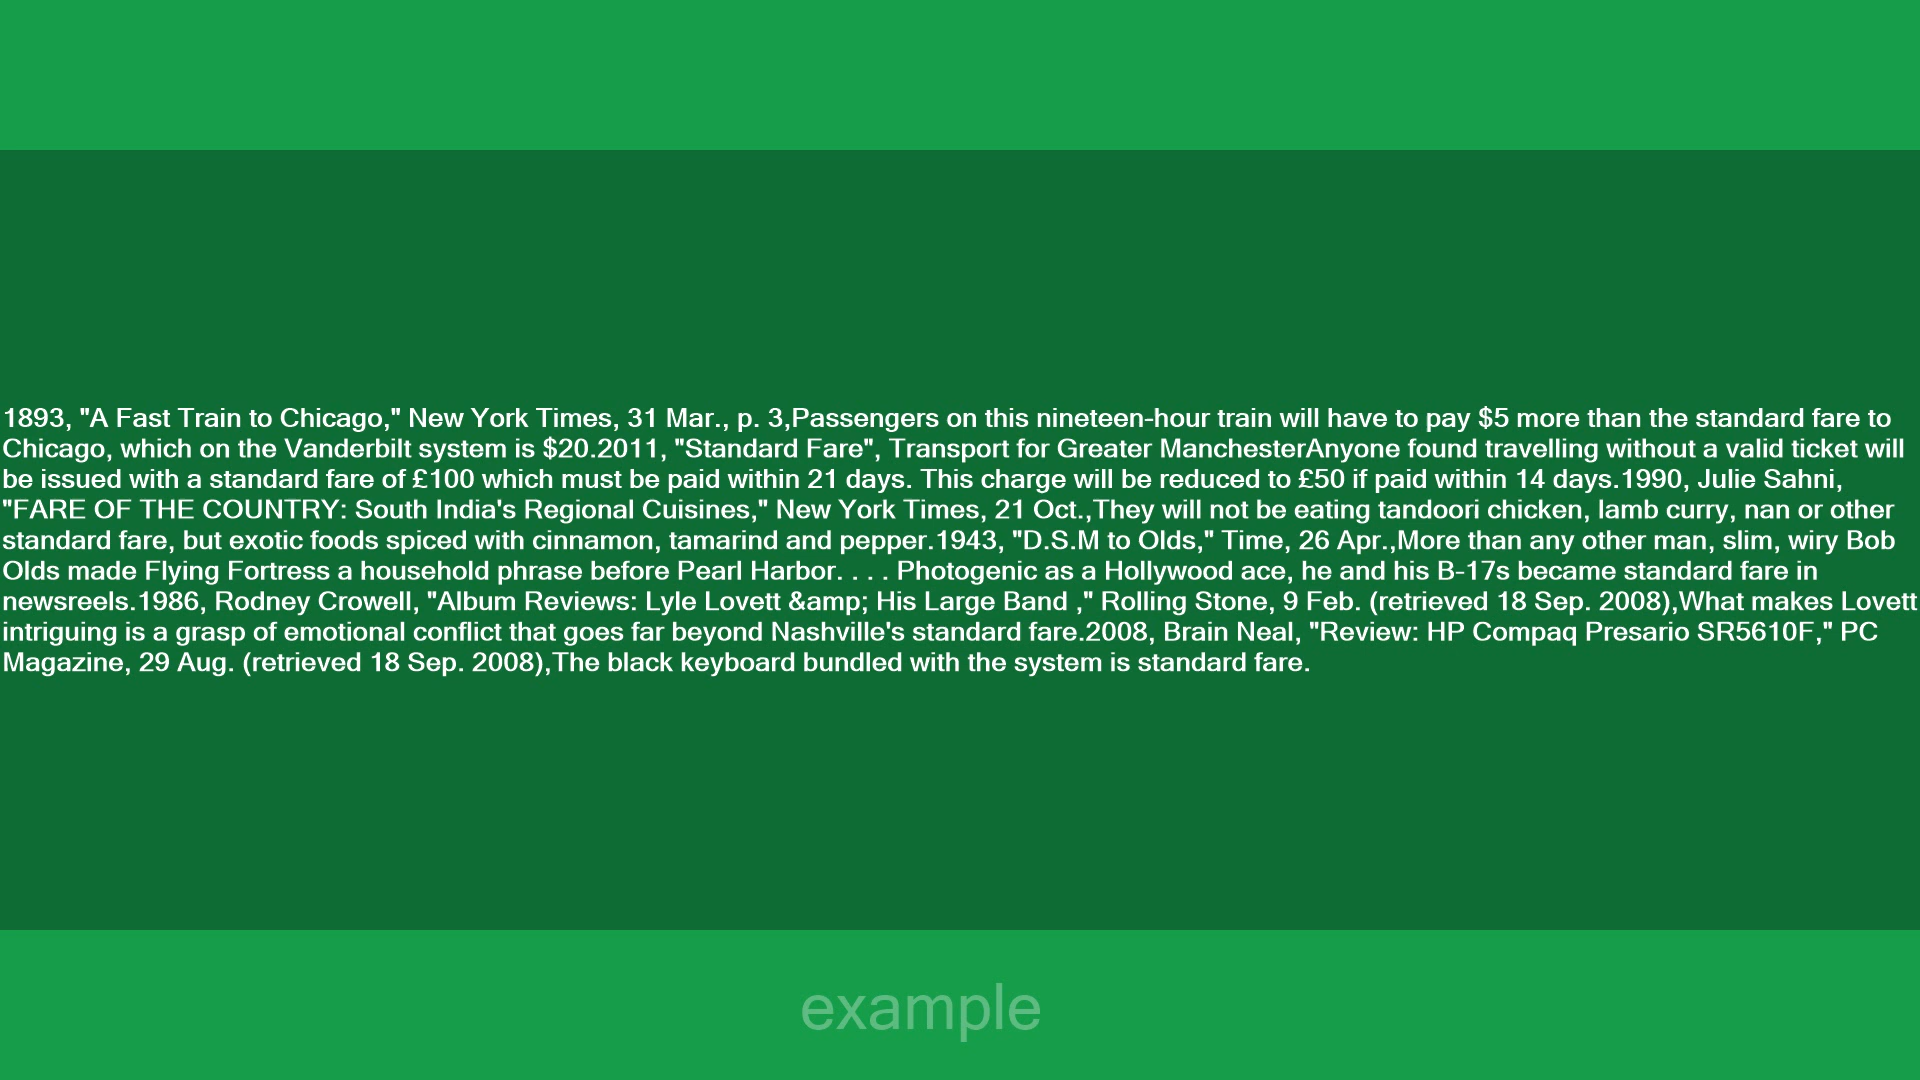 1893, "A Fast Train to Chicago," New York Times, 31 Mar., p. 3,Passengers on this nineteen-hour train will have to pay $5 more than the standard fare to
Chicago, which on the Vanderbilt system is $20.2011, "Standard Fare", Transport for Greater ManchesterAnyone found travelling without a valid ticket will
be issued with a standard fare of £100 which must be paid within 21 days. This charge will be reduced to £50 if paid within 14 days.1990, Julie Sahni,
"FARE OF THE COUNTRY: South India's Regional Cuisines," New York Times, 21 Oct.,They will not be eating tandoori chicken, lamb curry, nan or other
standard fare, but exotic foods spiced with cinnamon, tamarind and pepper.1943, "D.S.M to Olds," Time, 26 Apr.,More than any other man, slim, wiry Bob
Olds made Flying Fortress a household phrase before Pearl Harbor. . . . Photogenic as a Hollywood ace, he and his B-17s became standard fare in
newsreels.1986, Rodney Crowell, "Album Reviews: Lyle Lovett &amp; His Large Band ," Rolling Stone, 9 Feb. (retrieved 18 Sep. 2008),What makes Lovett
intriguing is a grasp of emotional conflict that goes far beyond Nashville's standard fare.2008, Brain Neal, "Review: HP Compaq Presario SR5610F," PC
Magazine, 29 Aug. (retrieved 18 Sep. 2008),The black keyboard bundled with the system is standard fare.
example